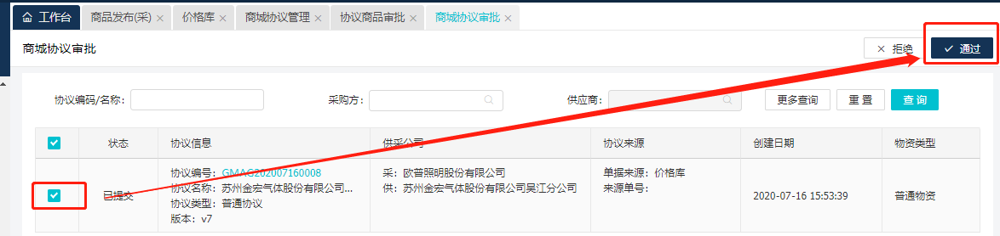 工作台 商品发布(采) 价格库 商城协议管理 协议商品审批 商城协议审批
商城协议审批 拒绝 通过
协议编码/名称: 采购方: 供应商: 更多查询 重置 查询
状态 协议信息 供采公司 协议来源 创建日期 物资类型
已提交
协议编号: GMAG202007160008
协议名称: 苏州金宏气体股份有限公司...
协议类型: 普通协议
版本: v7
采: 欧普照明股份有限公司
供: 苏州金宏气体股份有限公司吴江分公司
单据来源: 价格库
来源单号:
2020-07-16 15:53:39
普通物资